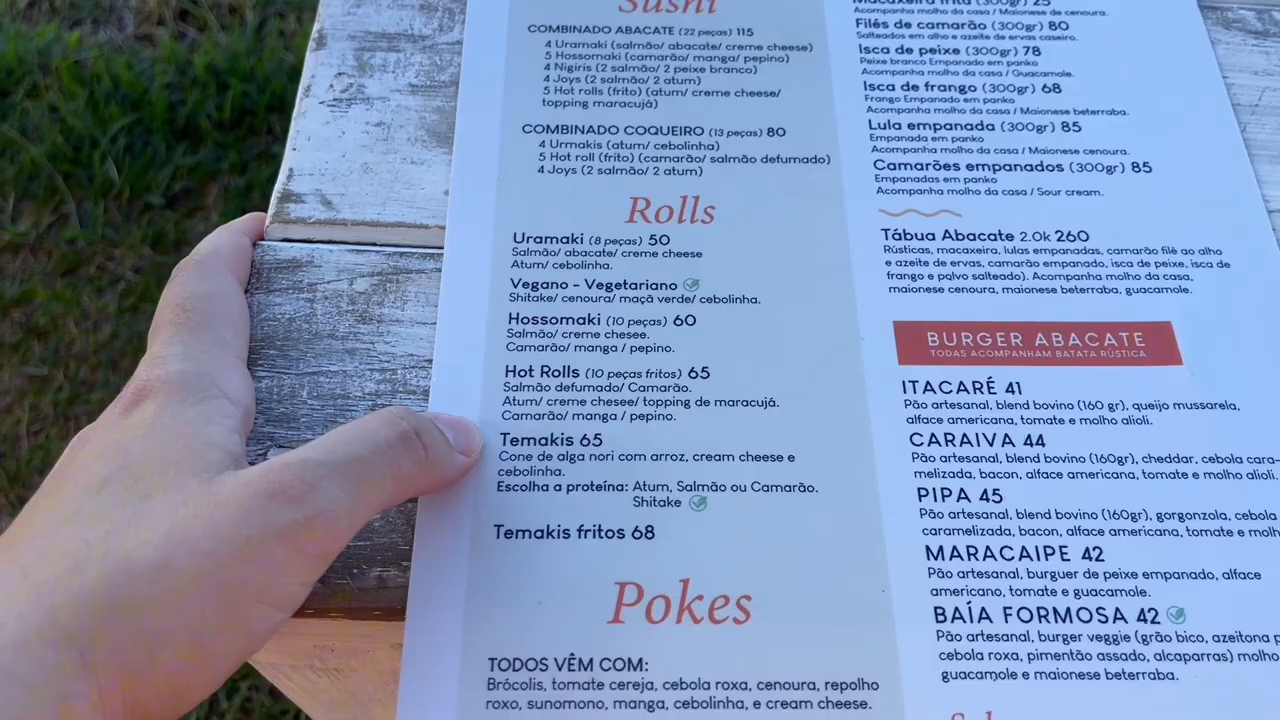 Sushi
COMBINADO ABACATE (22 peças) 115
4 Uramaki (salmão/ abacate/ creme cheese)
5 Hossomaki (camarão/ manga/ pepino)
4 Nigiris (2 salmão/ 2 peixe branco)
4 Joys (2 salmão/ 2 atum)
5 Hot rolls (frito) (atum/ creme cheese/
topping maracujá)
COMBINADO COQUEIRO (13 peças) 80
4 Urmakis (atum/ cebolinha)
5 Hot roll (frito) (camarão/ salmão defumado)
4 Joys (2 salmão/ 2 atum)
Rolls
Uramaki (8 peças) 50
Salmão/ abacate/ creme cheese
Atum/ cebolinha.
Vegano - Vegetariano
Shitake/ cenoura/ maçã verde/ cebolinha.
Hossomaki (10 peças) 60
Salmão/ creme chesee.
Camarão/ manga / pepino.
Hot Rolls (10 peças fritos) 65
Salmão defumado/ Camarão.
Atum/ creme chesee/ topping de maracujá.
Camarão/ manga / pepino.
Temakis 65
Cone de alga nori com arroz, cream cheese e
cebolinha.
Escolha a proteína: Atum, Salmão ou Camarão.
Shitake
Temakis fritos 68
Pokes
TODOS VÊM COM:
Brócolis, tomate cereja, cebola roxa, cenoura, repolho
roxo, sunomono, manga, cebolinha, e cream cheese.
Macaxeira frita (300gr) 25
Acompanha molho da casa / Maionese de cenoura.
Filés de camarão (300gr) 80
Salteados em alho e azeite de ervas caseiro.
Isca de peixe (300gr) 78
Peixe branco Empanado em panko
Acompanha molho da casa / Guacamole.
Isca de frango (300gr) 68
Frango Empanado em panko
Acompanha molho da casa / Maionese beterraba.
Lula empanada (300gr) 85
Empanada em panko
Acompanha molho da casa / Maionese cenoura.
Camarões empanados (300gr) 85
Empanadas em panko
Acompanha molho da casa / Sour cream.
Tábua Abacate 2.0k 260
Rústicas, macaxeira, lulas empanadas, camarão filé ao alho
e azeite de ervas, camarão empanado, isca de peixe, isca de
frango e polvo salteado). Acompanha molho da casa,
maionese cenoura, maionese beterraba, guacamole.
BURGER ABACATE
TODAS ACOMPANHAM BATATA RÚSTICA
ITACARÉ 41
Pão artesanal, blend bovino (160 gr), queijo mussarela,
alface americana, tomate e molho alioli.
CARAIVA 44
Pão artesanal, blend bovino (160gr), cheddar, cebola cara-
melizada, bacon, alface americana, tomate e molho alioli.
PIPA 45
Pão artesanal, blend bovino (160gr), gorgonzola, cebola
caramelizada, bacon, alface americana, tomate e molh
MARACAIPE 42
Pão artesanal, burguer de peixe empanado, alface
americano, tomate e guacamole.
BAÍA FORMOSA 42
Pão artesanal, burger veggie (grão bico, azeitona p
cebola roxa, pimentão assado, alcaparras) molho
guacamole e maionese beterraba.